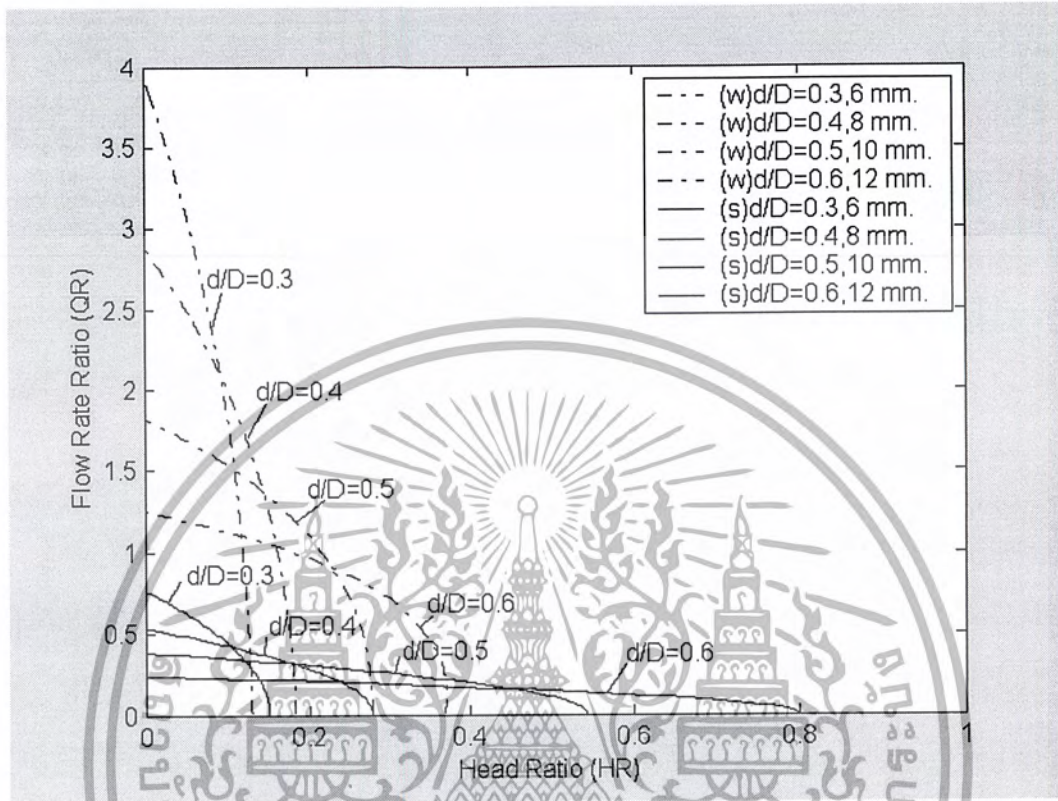 4
3.5
3
2.5
2
1.5
1
0.5
0
Flow Rate Ratio (QR)
(w)d/D=0.3,6 mm.
(w)d/D=0.4,8 mm.
(w)d/D=0.5,10 mm.
(w)d/D=0.6,12 mm.
(s)d/D=0.3,6 mm.
(s)d/D=0.4,8 mm.
(s)d/D=0.5,10 mm.
(s)d/D=0.6,12 mm.
d/D=0.3
d/D=0.4
d/D=0.5
d/D=0.3
d/D=0.6
d/D=0.4
d/D=0.5
d/D=0.6
0 0.2 0.4 0.6 0.8 1
Head Ratio (HR)